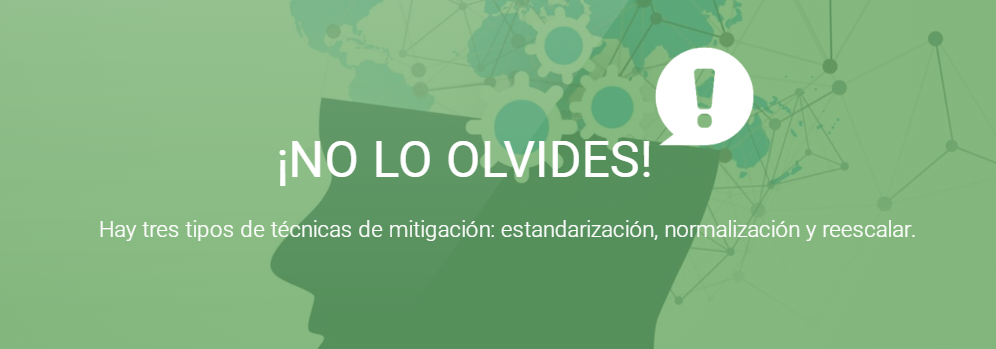 ¡NO LO OLVIDES!
Hay tres tipos de técnicas de mitigación: estandarización, normalización y reescalar.